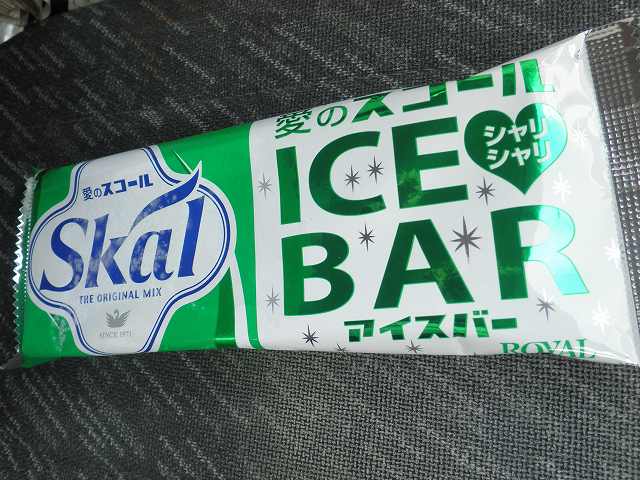 愛のスコール
Skal
THE ORIGINAL MIX
SINCE 1971
愛のスコール
ICE
シャリ
シャリ
BAR
アイスバー
ROYAL